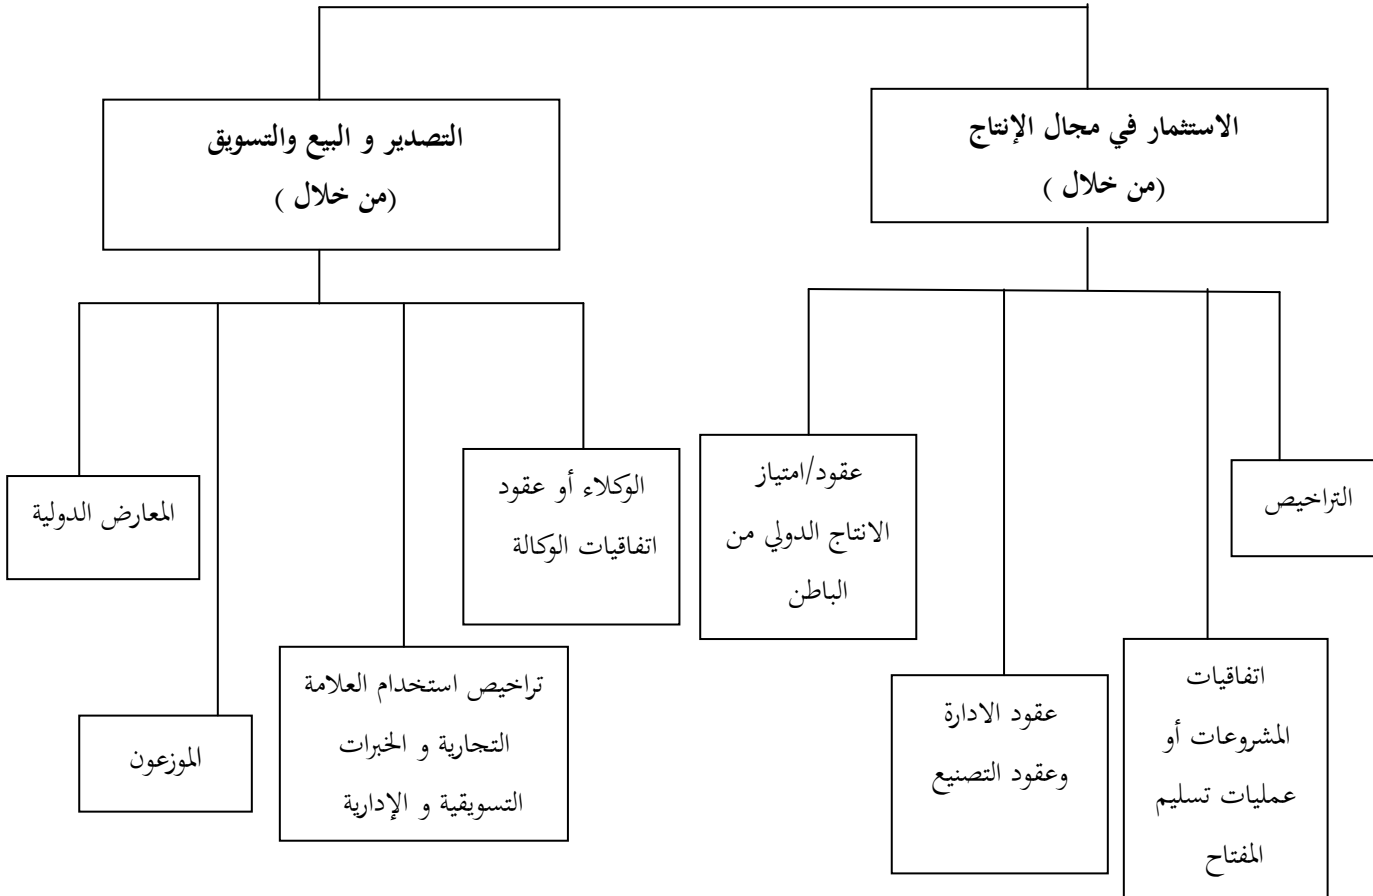 الاستثمار في مجال الإنتاج
(من خلال )
التصدير و البيع والتسويق
(من خلال )
التراخيص
اتفاقيات
المشروعات أو
عمليات تسليم
المفتاح
عقود الادارة
وعقود التصنيع
عقود/امتياز
الانتاج الدولي من
الباطن
الوكلاء أو عقود
اتفاقيات الوكالة
تراخيص استخدام العلامة
التجارية و الخبرات
التسويقية و الإدارية
الموزعون
المعارض الدولية